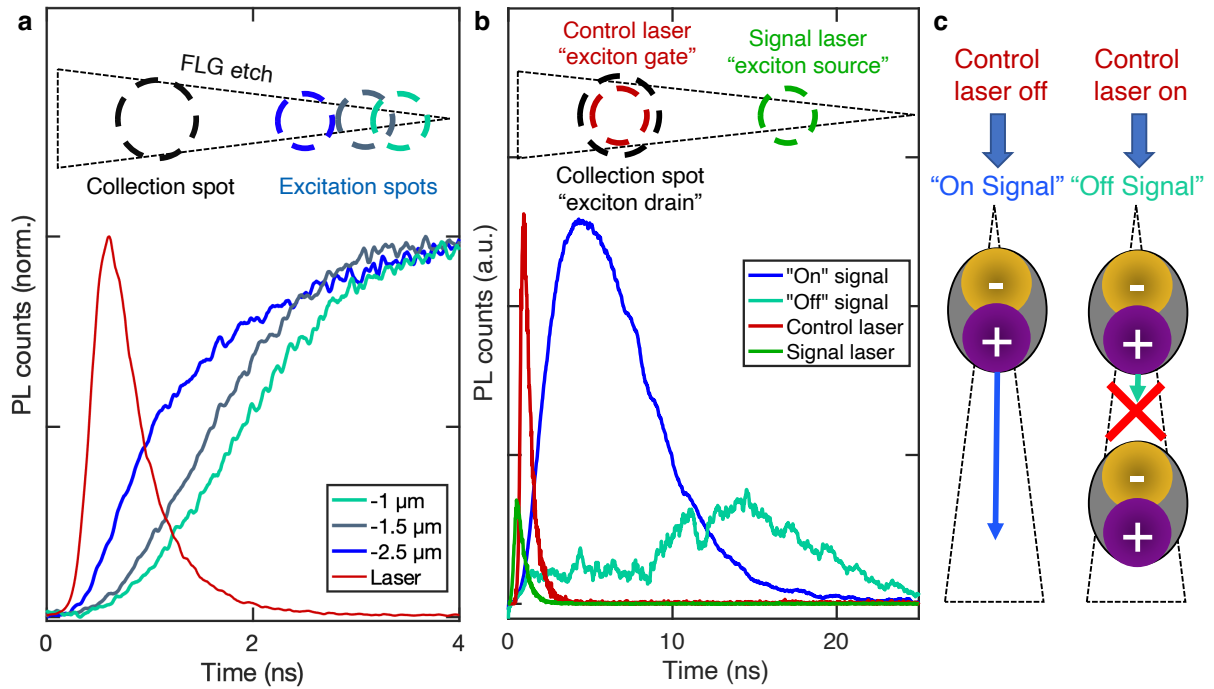 a
FLG etch
Collection spot
Excitation spots
PL counts (norm.)
-1 µm
-1.5 µm
-2.5 µm
Laser
0
2
4
Time (ns)
b
Control laser
“exciton gate”
Signal laser
“exciton source”
Collection spot
“exciton drain”
PL counts (a.u.)
"On" signal
"Off" signal
Control laser
Signal laser
0
10
20
Time (ns)
c
Control
laser off
Control
laser on
“On Signal”
“Off Signal”
-
+
-
+
-
+